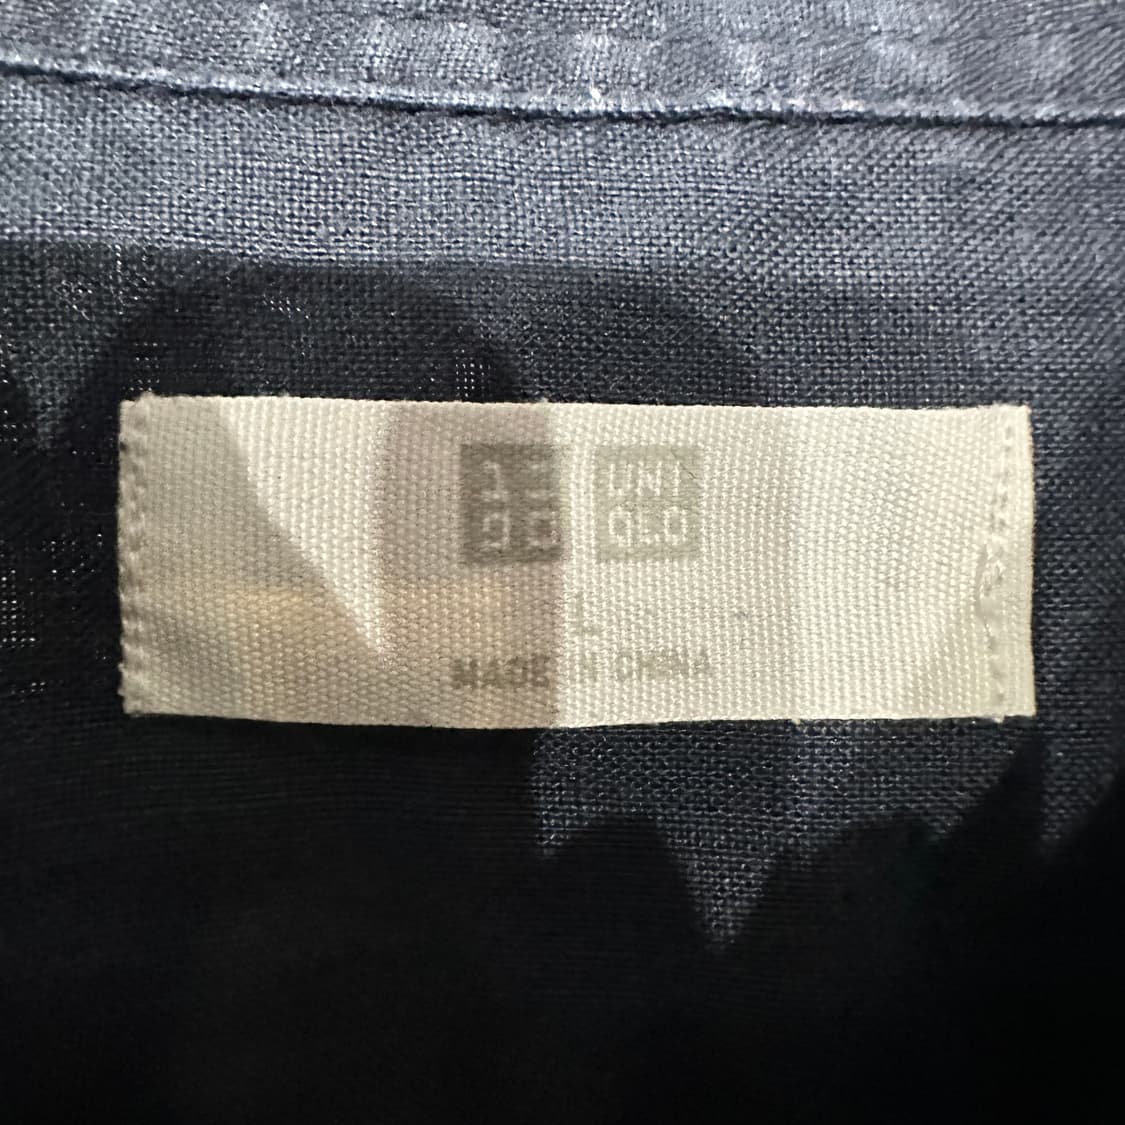 ユニ UNI
クロ QLO
L
MADE IN CHINA